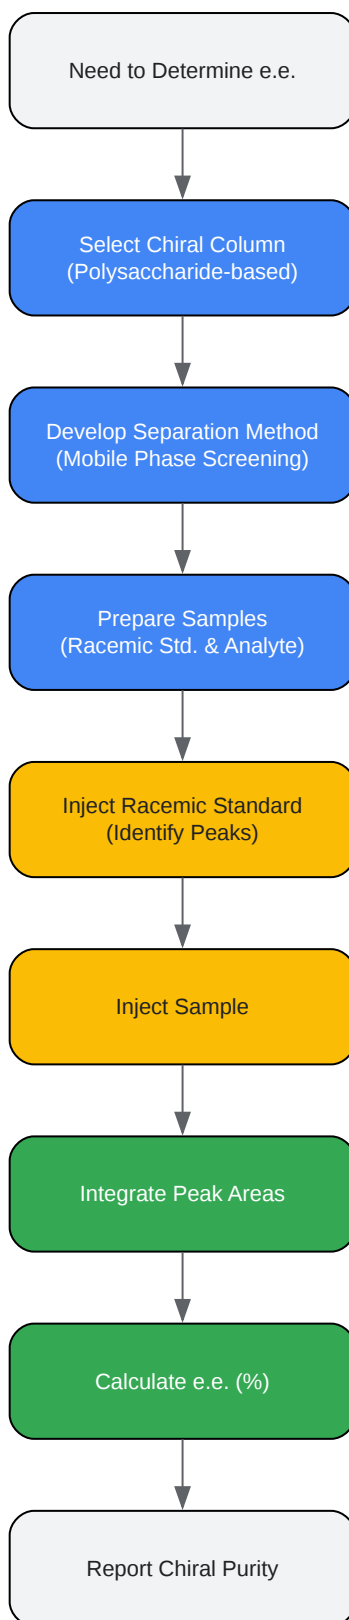 Need to Determine e.e.
Select Chiral Column
(Polysaccharide-based)
Develop Separation Method
(Mobile Phase Screening)
Prepare Samples
(Racemic Std. & Analyte)
Inject Racemic Standard
(Identify Peaks)
Inject Sample
Integrate Peak Areas
Calculate e.e. (%)
Report Chiral Purity